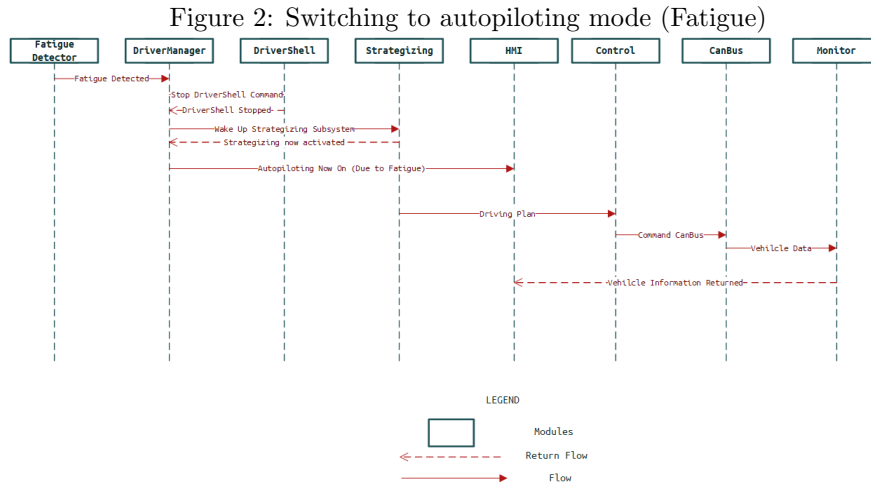 Figure 2: Switching to autopiloting mode (Fatigue)
Fatigue
Detector
DriverManager
DriverShell
Strategizing
HMI
Control
CanBus
Monitor
Fatigue Detected
Stop DriverShell Command
DriverShell Stopped
Wake Up Strategizing Subsystem
Strategizing now activated
Autopiloting Now On (Due to Fatigue)
Driving Plan
Command CanBus
Vehilcle Data
Vehilcle Information Returned
LEGEND
Modules
Return Flow
Flow